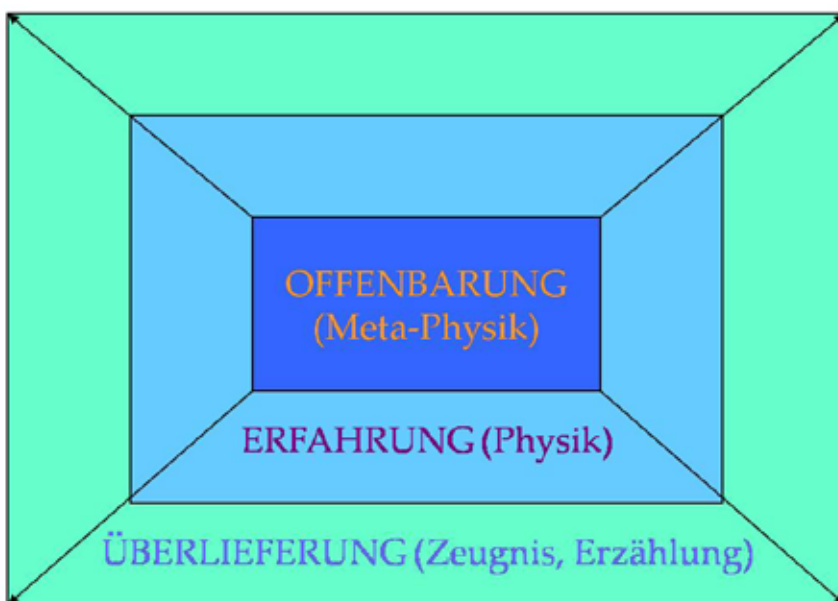 OFFENBARUNG
(Meta-Physik)
ERFAHRUNG (Physik)
ÜBERLIEFERUNG (Zeugnis, Erzählung)